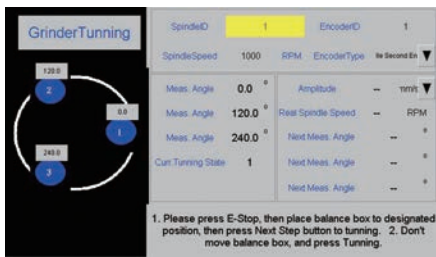 GrinderTunning
120.0
2
0.0
1
240.0
3
SpindleID 1 EncoderID 1
SpindleSpeed 1000 RPM EncoderType Second En
Meas. Angle 0.0 °
Meas. Angle 120.0 °
Meas. Angle 240.0 °
Curr.Tunning State 1
Amplitude -- mm/s
Real Spindle Speed -- RPM
Next Meas. Angle -- °
Next Meas. Angle -- °
Next Meas. Angle -- °
1. Please press E-Stop, then place balance box to designated
position, then press Next Step button to tunning. 2. Don't
move balance box, and press Tunning.